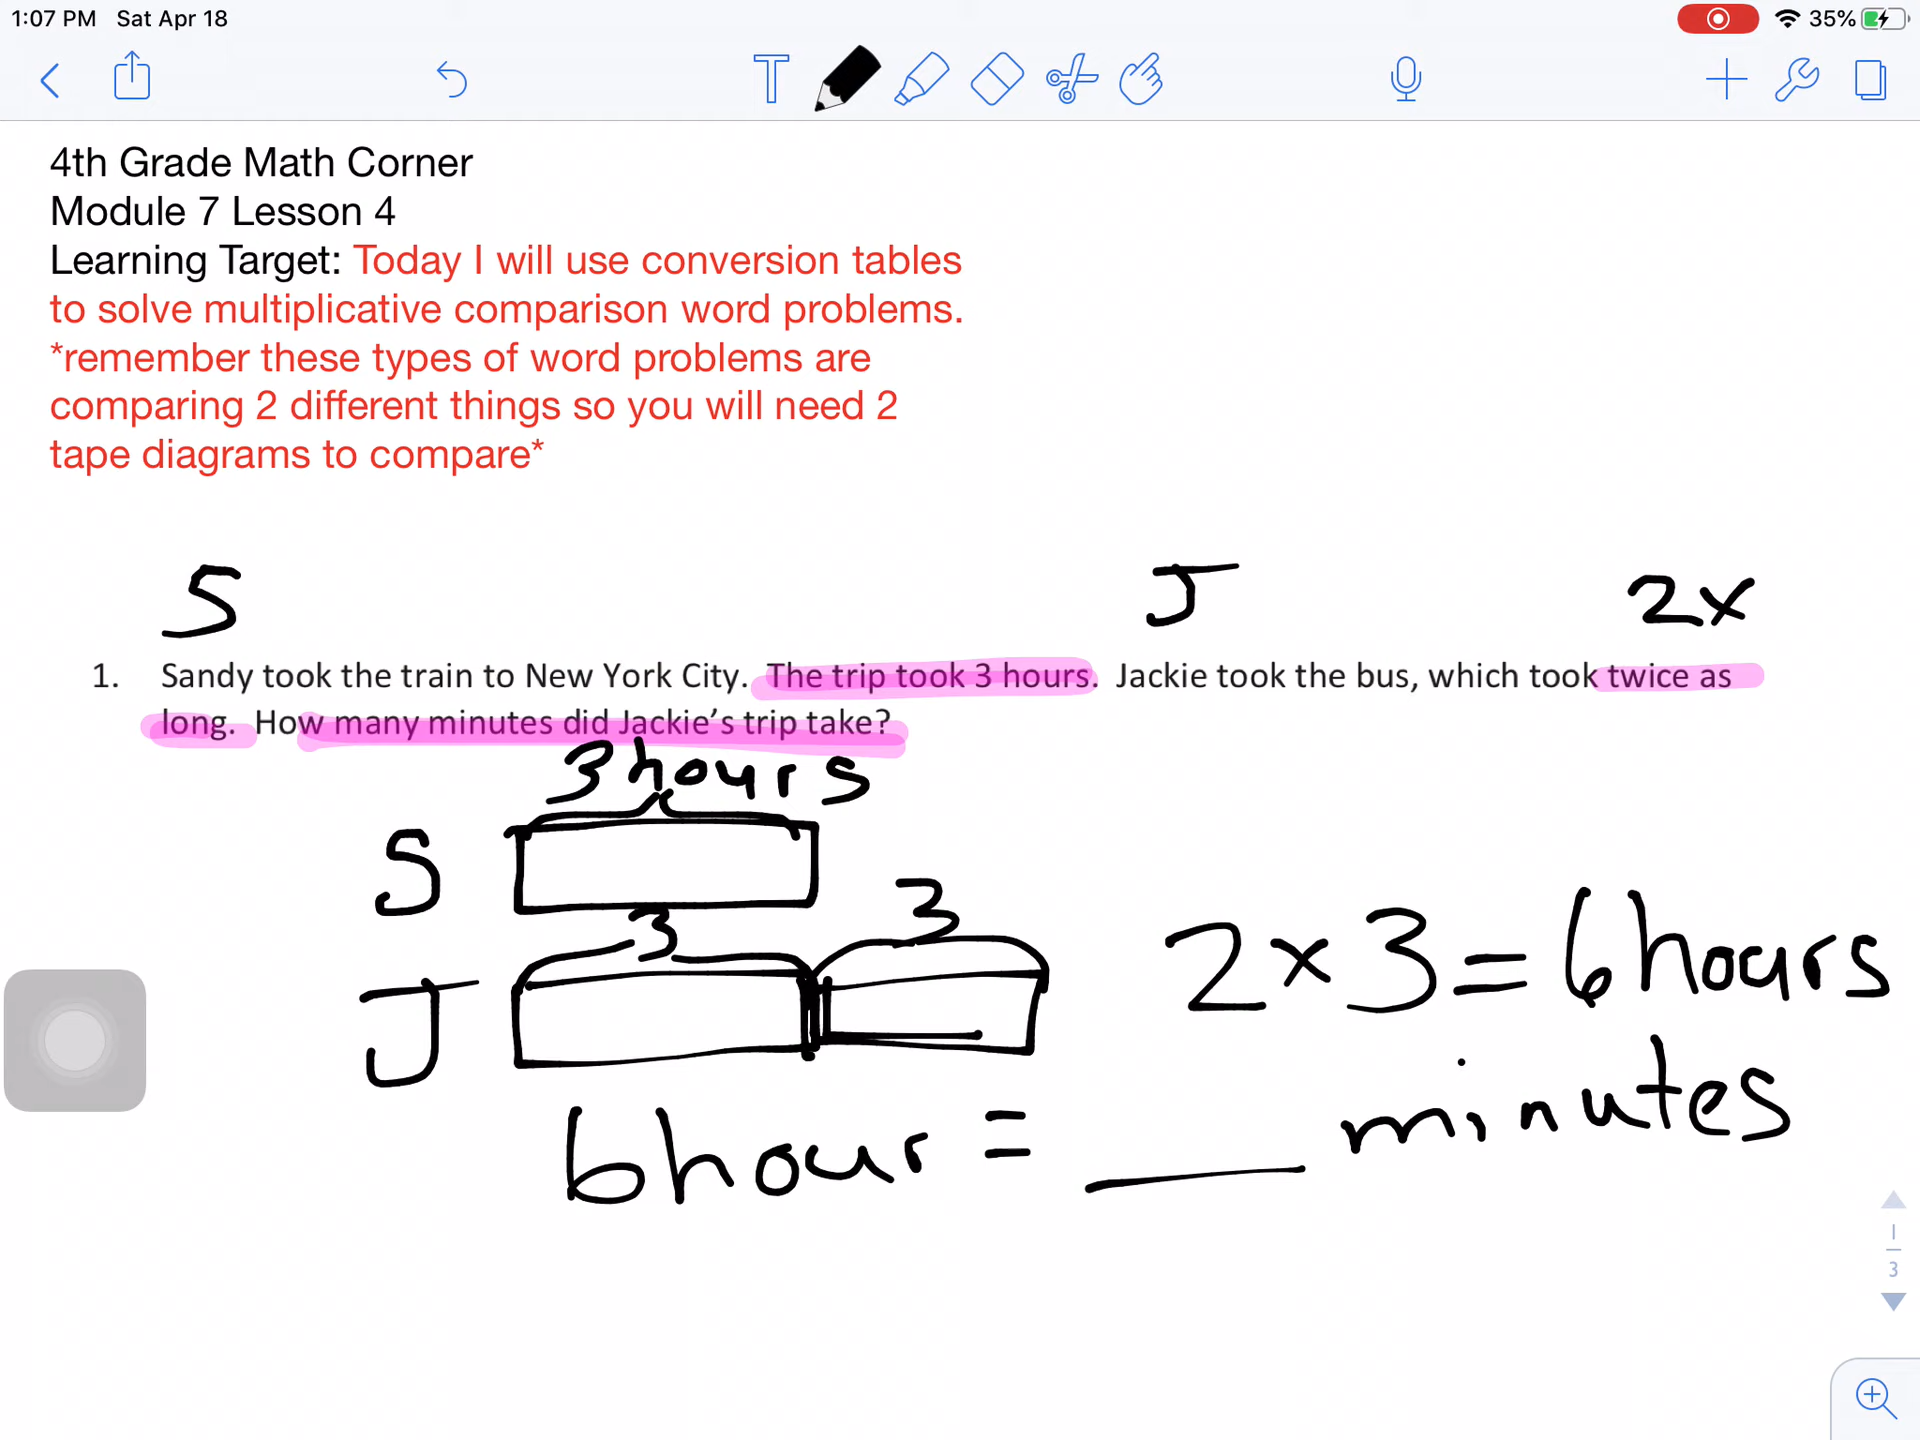 1:07 PM Sat Apr 18
35%
T
4th Grade Math Corner
Module 7 Lesson 4
Learning Target: Today I will use conversion tables
to solve multiplicative comparison word problems.
*remember these types of word problems are
comparing 2 different things so you will need 2
tape diagrams to compare*
S J 2x
1. Sandy took the train to New York City. The trip took 3 hours. Jackie took the bus, which took twice as
long. How many minutes did Jackie's trip take?
3 hours
S
3 3
J
2 x 3 = 6 hours
6 hour = ___ minutes
1
3